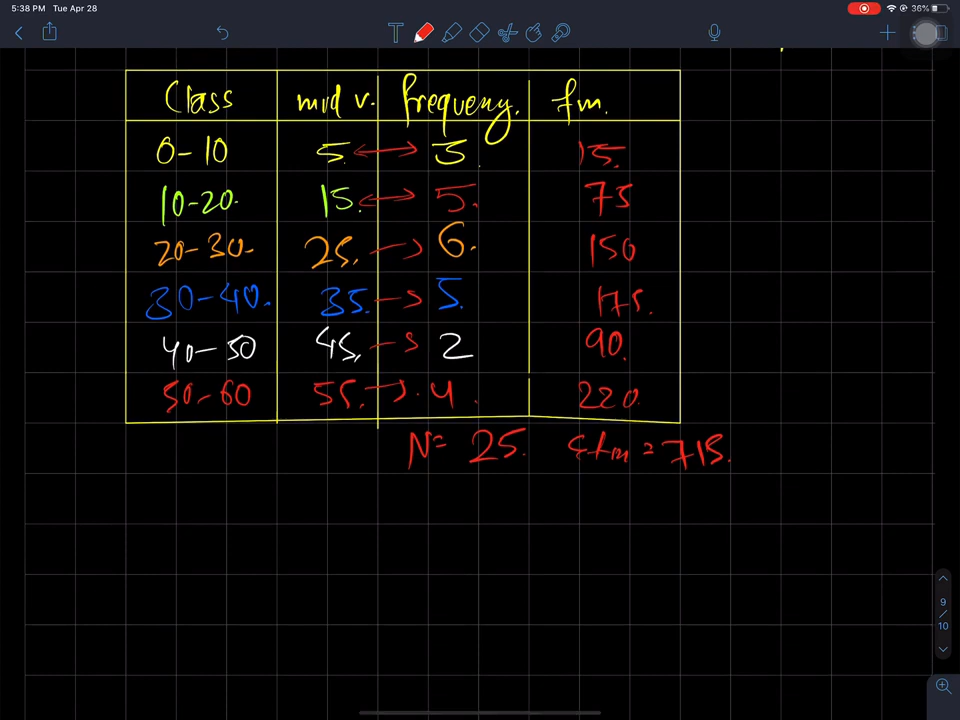 5:38 PM Tue Apr 28 36%
T
Class mid v. frequeny. fm.
0-10 5. 3 15.
10-20. 15. 5. 75
20-30. 25. 6. 150
30-40. 35. 5. 175.
40-50 45. 2 90.
50-60 55. 4. 220.
N= 25. Σfm = 715.
9
/
10